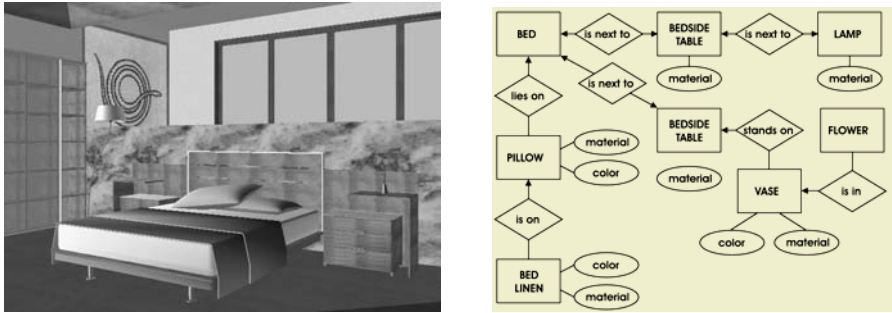 BED
is next to
BEDSIDE
TABLE
is next to
LAMP
material
material
is next to
lies on
BEDSIDE
TABLE
stands on
FLOWER
PILLOW
material
color
material
VASE
is in
is on
color
material
BED
LINEN
color
material